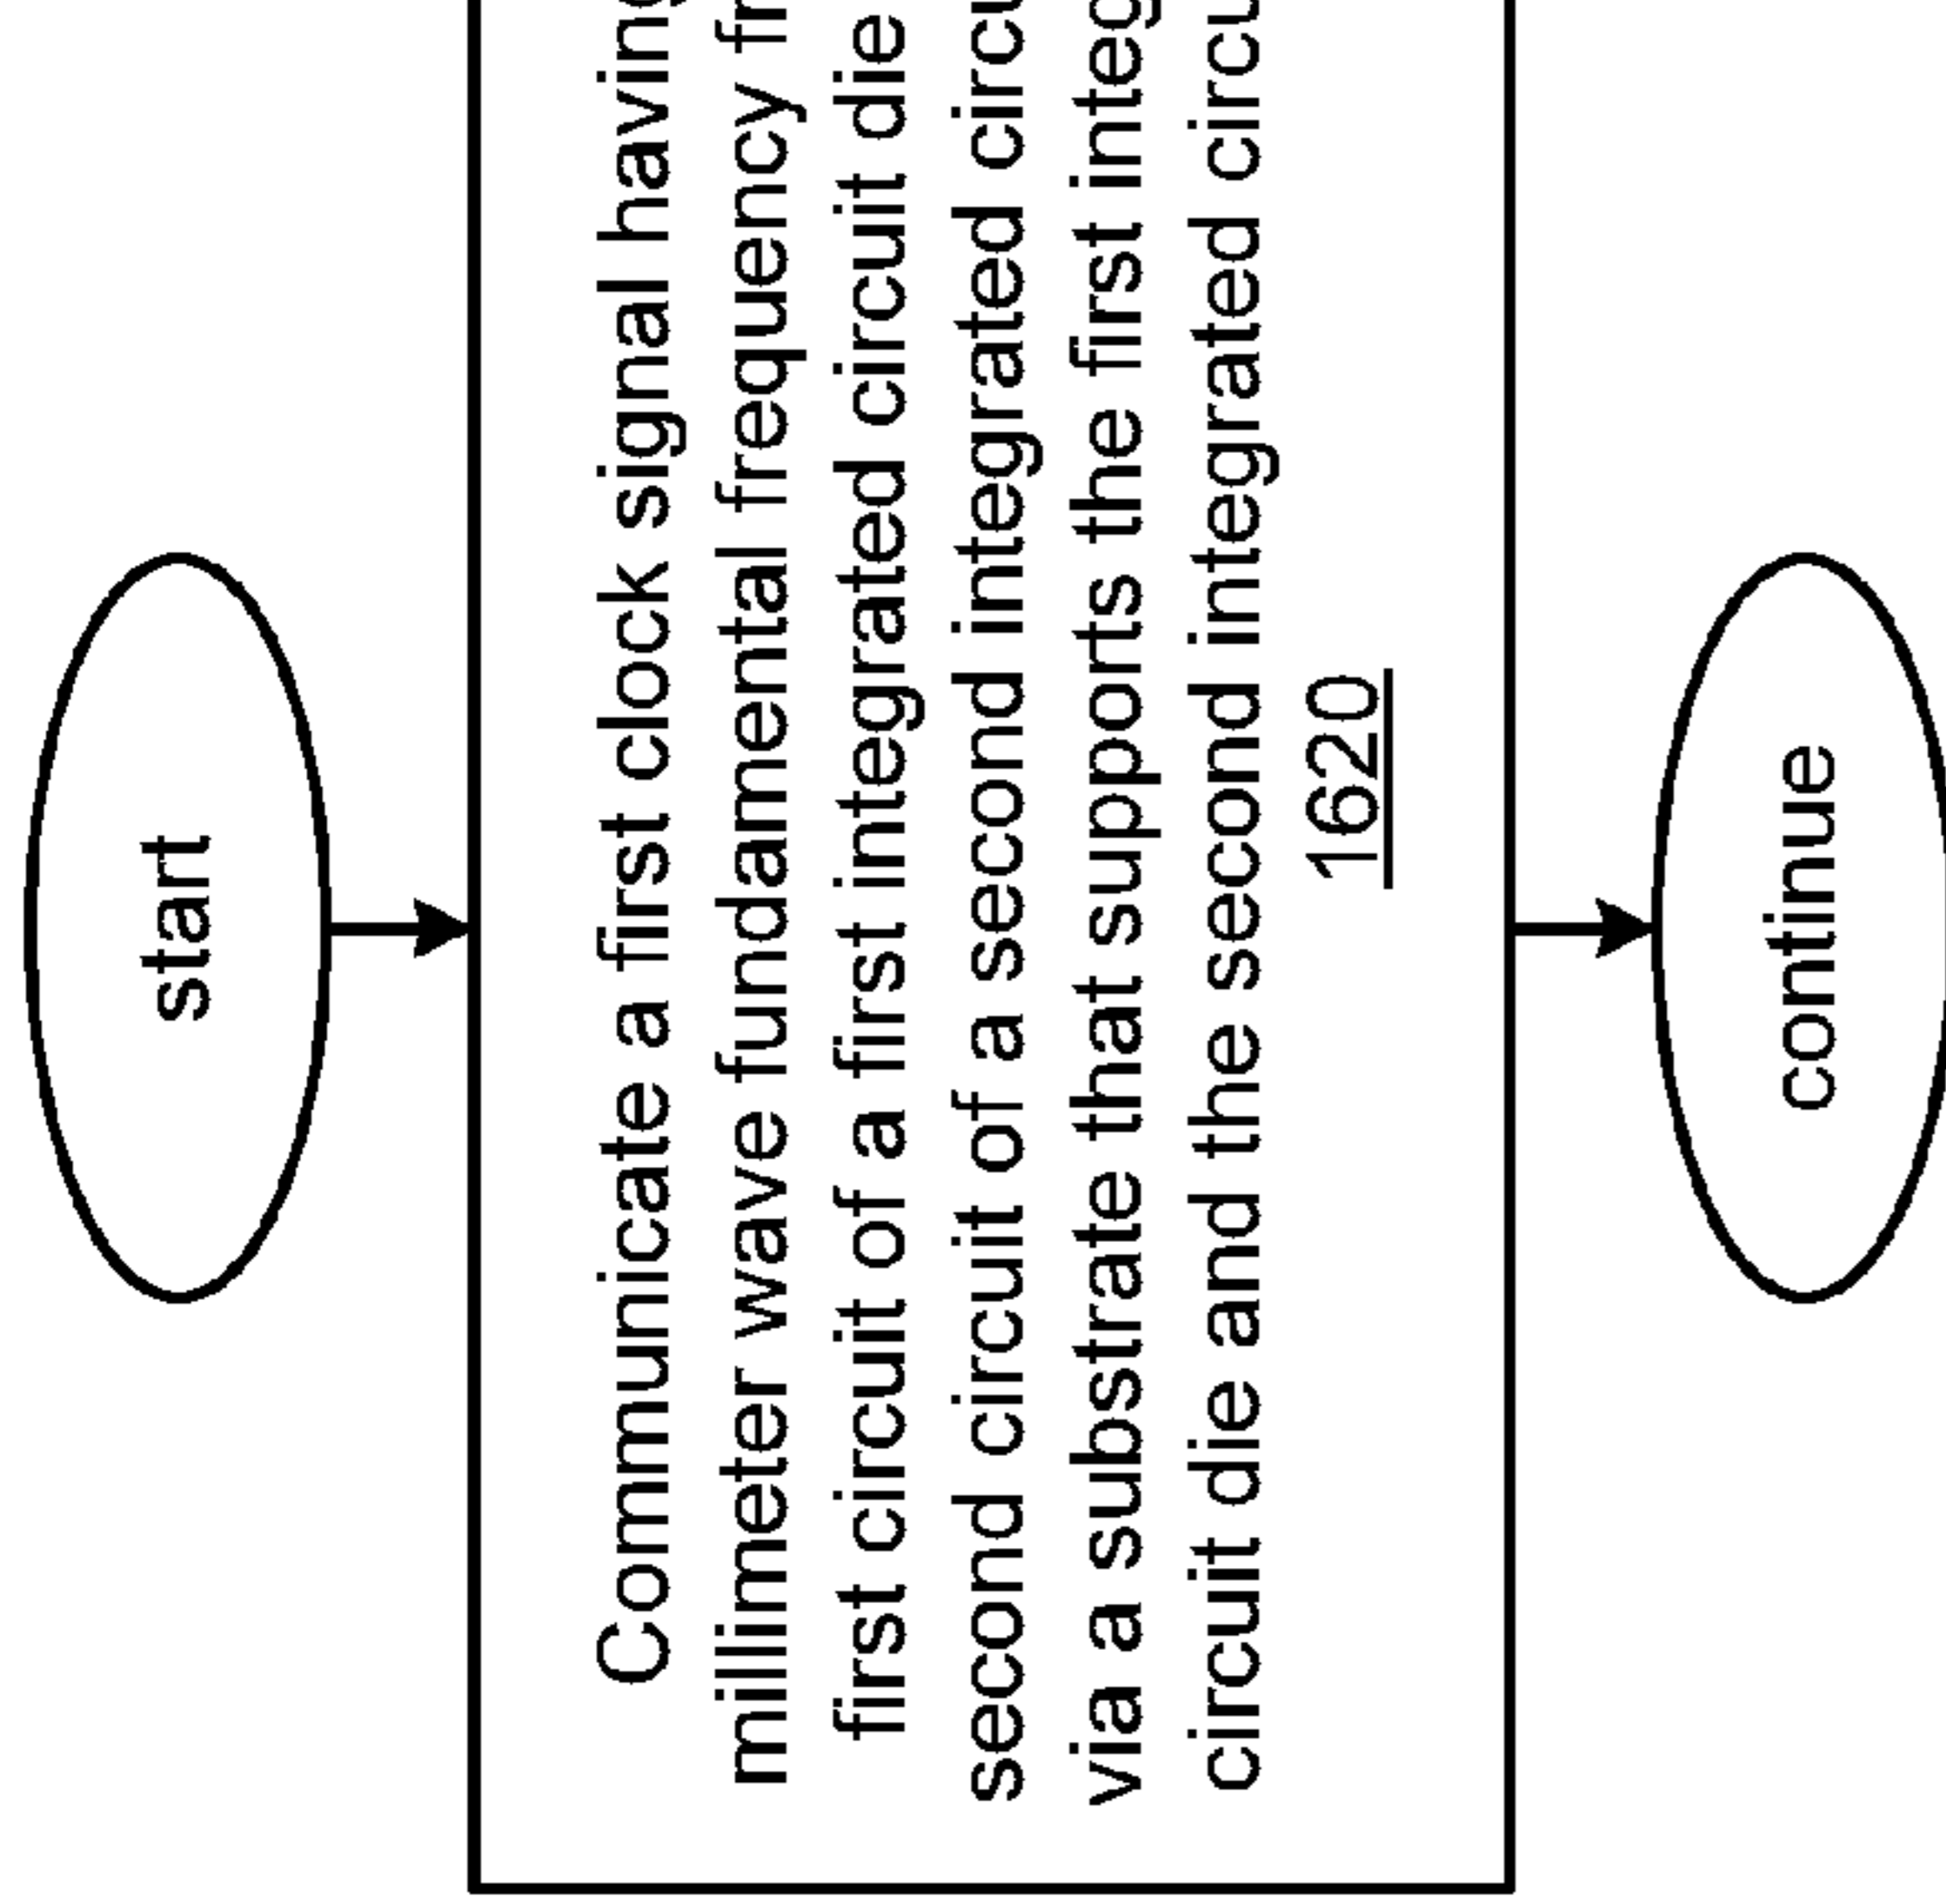 start
Communicate a first clock signal having
millimeter wave fundamental frequency fr
first circuit of a first integrated circuit die
second circuit of a second integrated circu
via a substrate that supports the first integ
circuit die and the second integrated circu
1620
continue